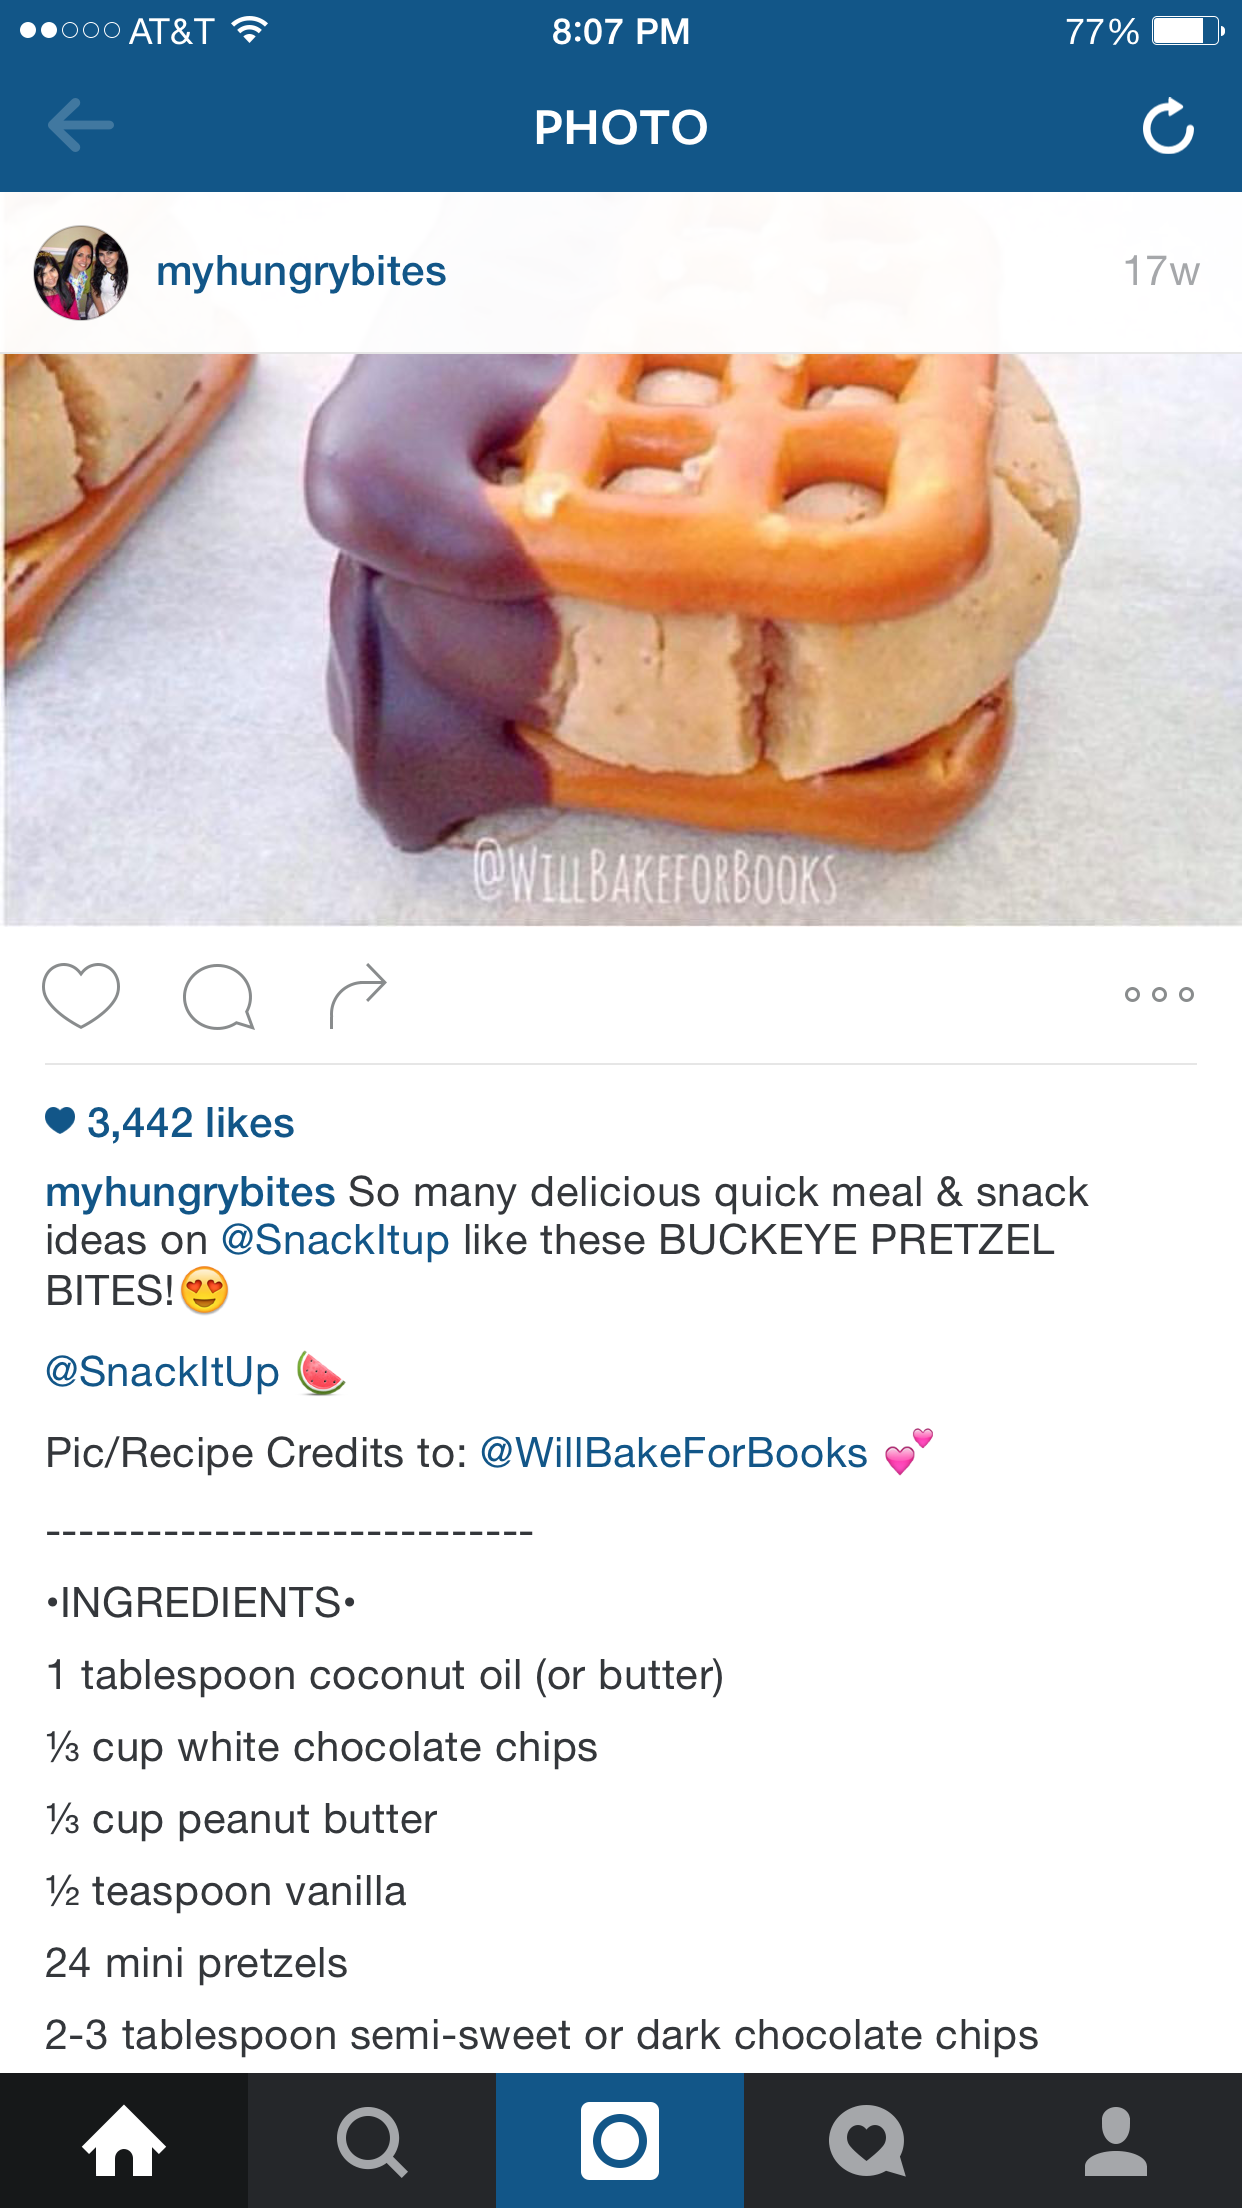 AT&T 8:07 PM 77%
PHOTO
myhungrybites 17w
@WILLBAKEFORBOOKS
3,442 likes
myhungrybites So many delicious quick meal & snack
ideas on @SnackItup like these BUCKEYE PRETZEL
BITES!😍
@SnackItUp 🍉
Pic/Recipe Credits to: @WillBakeForBooks 💕
-----------------------------
•INGREDIENTS•
1 tablespoon coconut oil (or butter)
⅓ cup white chocolate chips
⅓ cup peanut butter
½ teaspoon vanilla
24 mini pretzels
2-3 tablespoon semi-sweet or dark chocolate chips